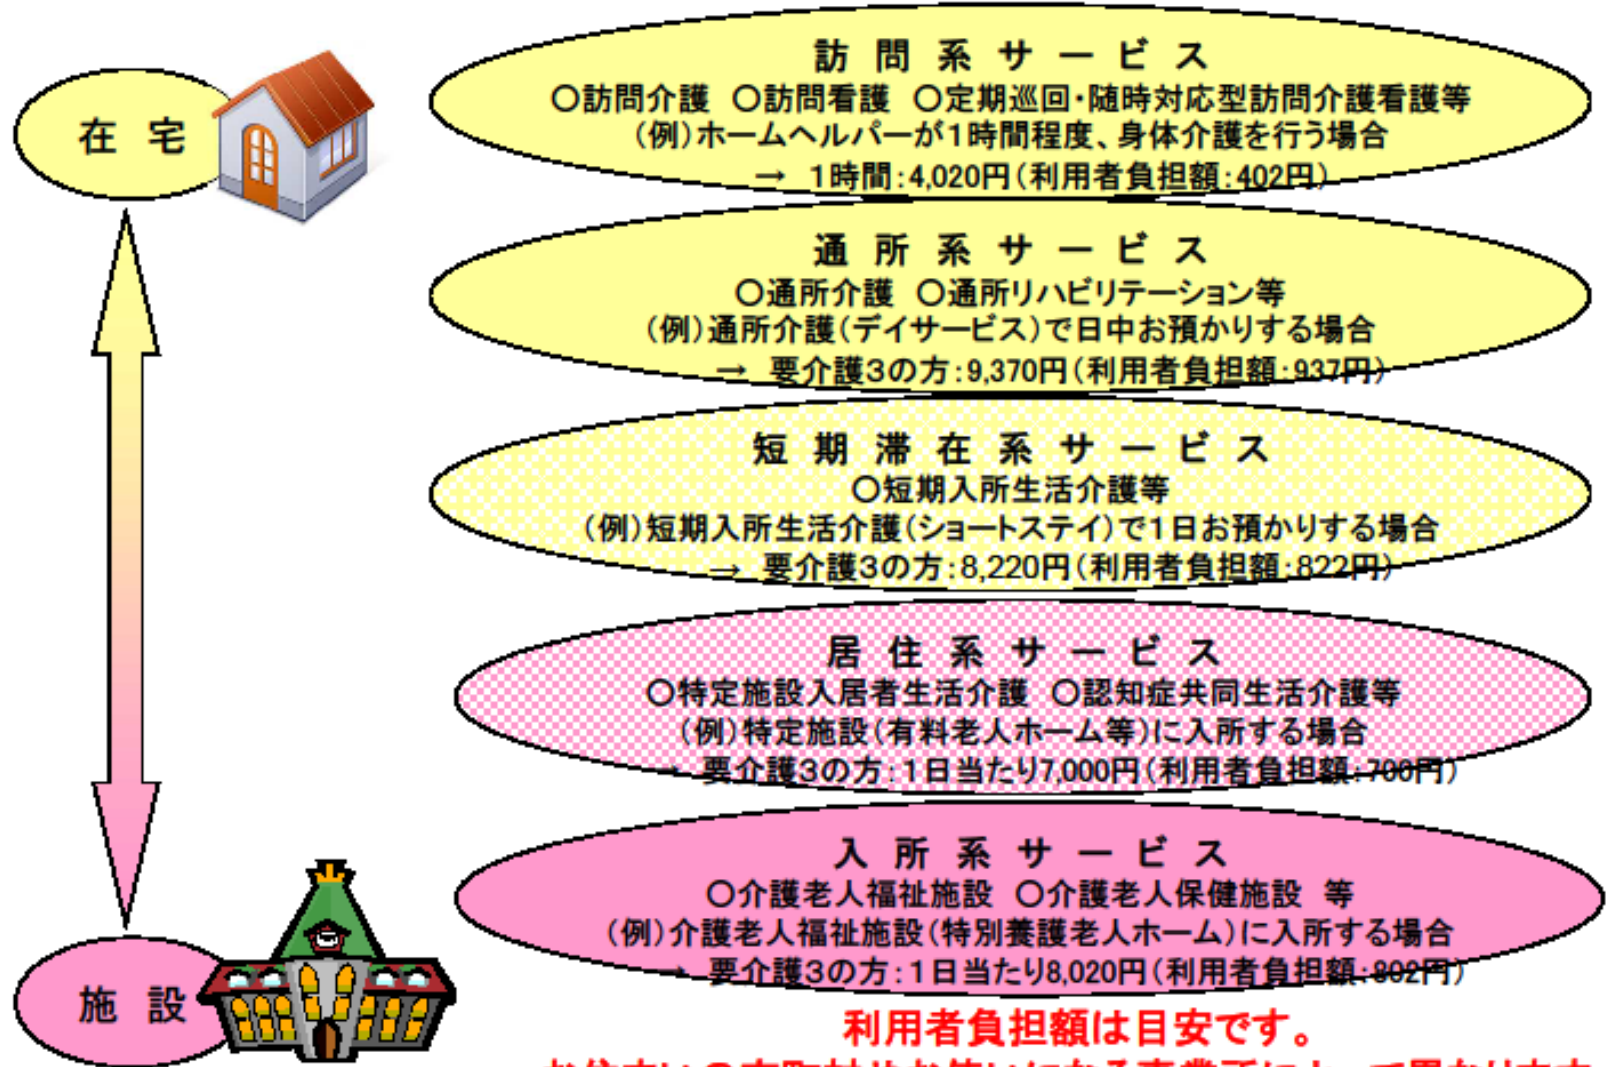 在 宅
訪 問 系 サ ー ビ ス
○訪問介護 ○訪問看護 ○定期巡回・随時対応型訪問介護看護等
(例)ホームヘルパーが1時間程度、身体介護を行う場合
→ 1時間:4,020円(利用者負担額:402円)
通 所 系 サ ー ビ ス
○通所介護 ○通所リハビリテーション等
(例)通所介護(デイサービス)で日中お預かりする場合
→ 要介護3の方:9,370円(利用者負担額:937円)
短 期 滞 在 系 サ ー ビ ス
○短期入所生活介護等
(例)短期入所生活介護(ショートステイ)で1日お預かりする場合
→ 要介護3の方:8,220円(利用者負担額:822円)
居 住 系 サ ー ビ ス
○特定施設入居者生活介護 ○認知症共同生活介護等
(例)特定施設(有料老人ホーム等)に入所する場合
→ 要介護3の方:1日当たり7,000円(利用者負担額:700円)
入 所 系 サ ー ビ ス
○介護老人福祉施設 ○介護老人保健施設 等
(例)介護老人福祉施設(特別養護老人ホーム)に入所する場合
→ 要介護3の方:1日当たり8,020円(利用者負担額:802円)
施 設
利用者負担額は目安です。